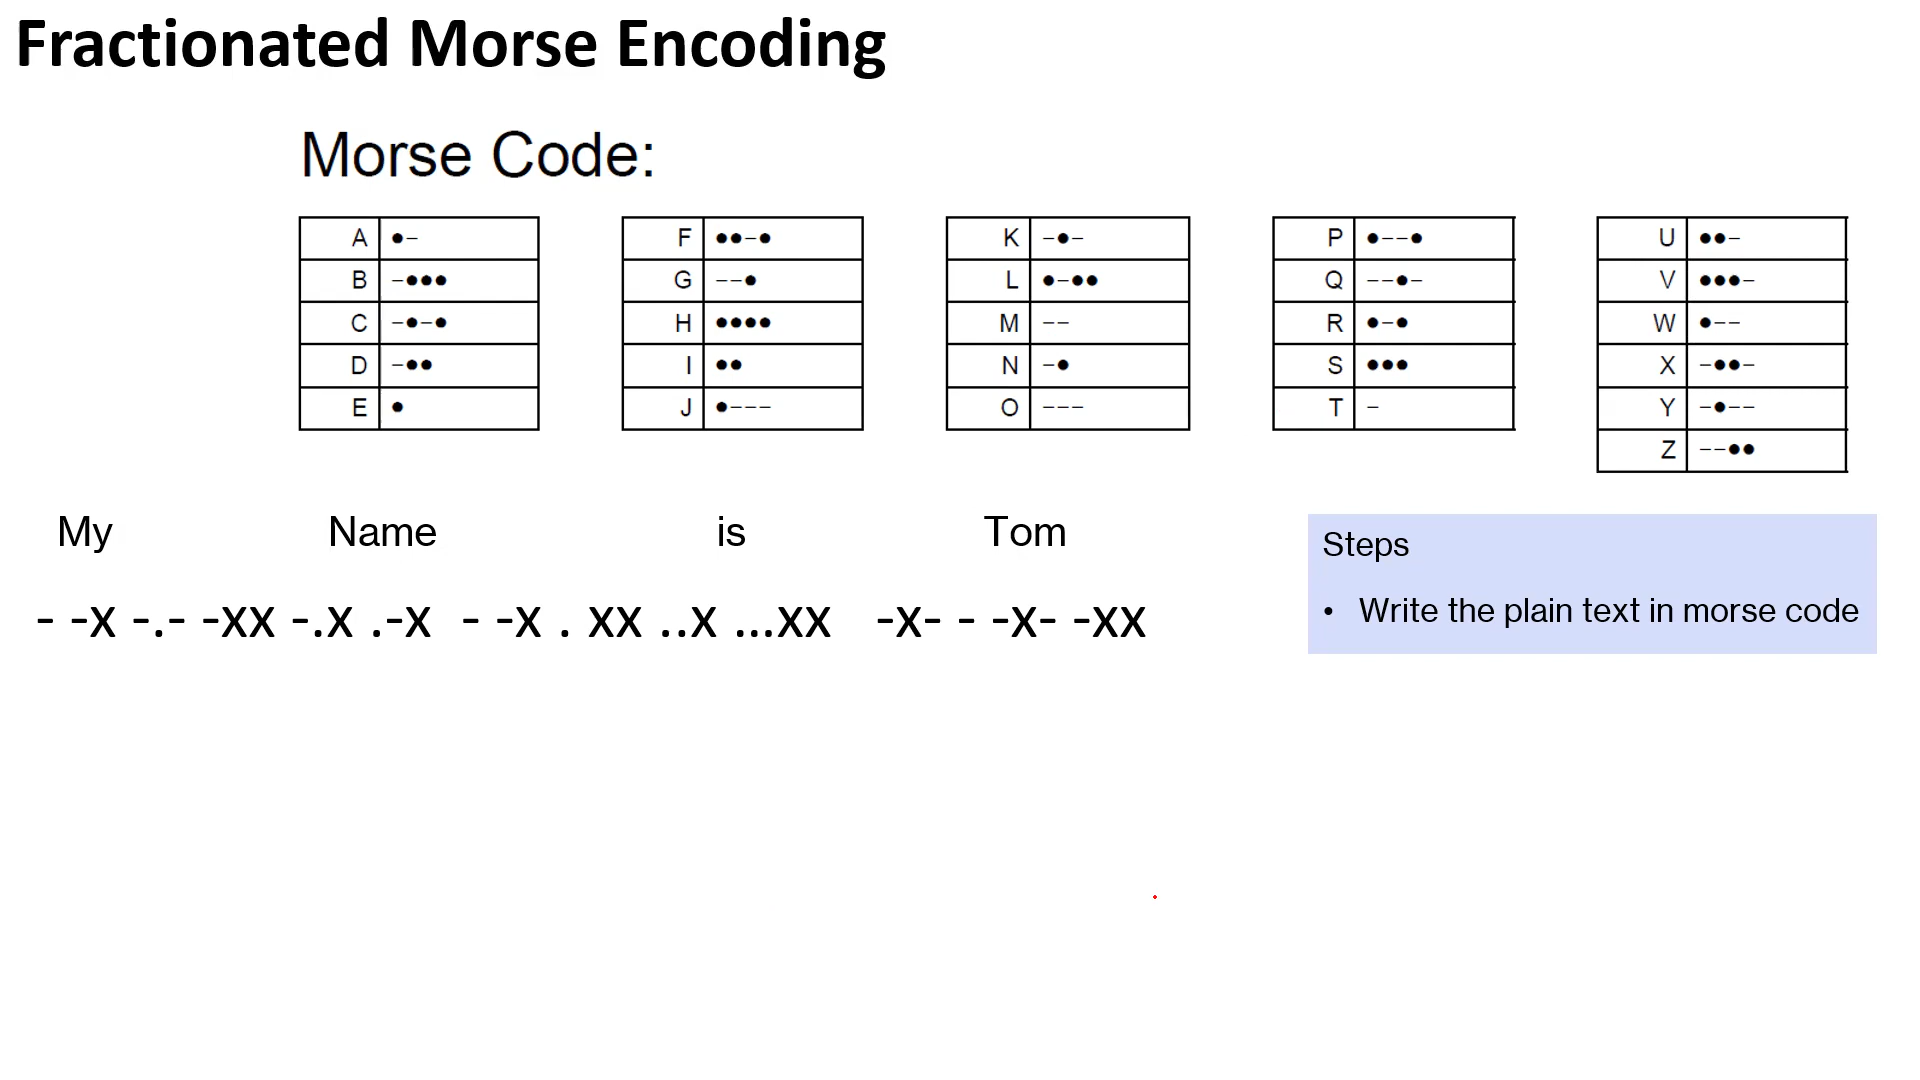 Fractionated Morse Encoding
Morse Code:
A ●–
B –●●●
C –●–●
D –●●
E ●
F ●●–●
G ––●
H ●●●●
I ●●
J ●–––
K –●–
L ●–●●
M ––
N –●
O –––
P ●––●
Q ––●–
R ●–●
S ●●●
T –
U ●●–
V ●●●–
W ●––
X –●●–
Y –●––
Z ––●●
My Name is Tom
- -x -.- -xx -.x .-x - -x . xx ..x ...xx -x- - -x- -xx
Steps
• Write the plain text in morse code